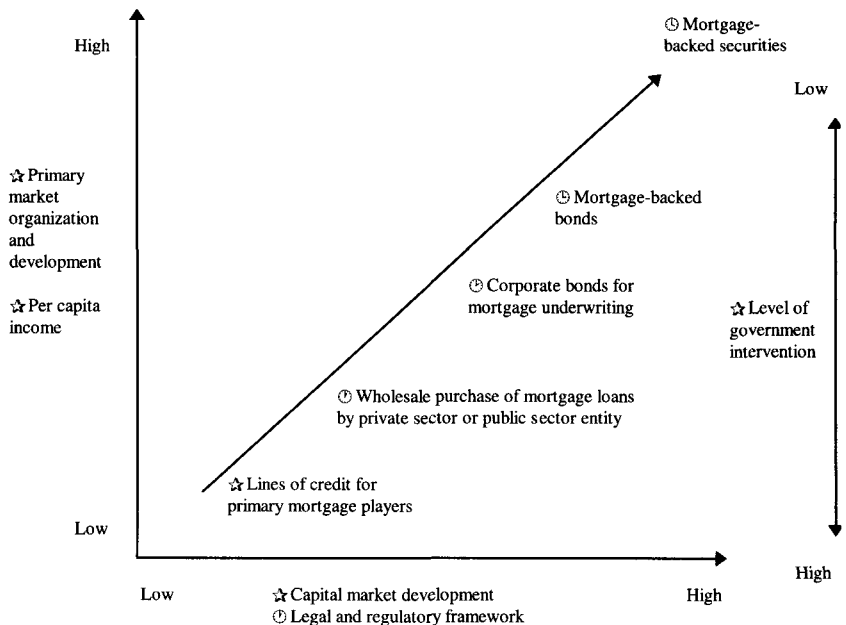 🕒 Mortgage-
backed securities
High
Low
☆ Primary
market
organization
and
development
🕒 Mortgage-backed
bonds
☆ Per capita
income
🕑 Corporate bonds for
mortgage underwriting
☆ Level of
government
intervention
🕐 Wholesale purchase of mortgage loans
by private sector or public sector entity
☆ Lines of credit for
primary mortgage players
Low
High
Low
☆ Capital market development
High
🕐 Legal and regulatory framework